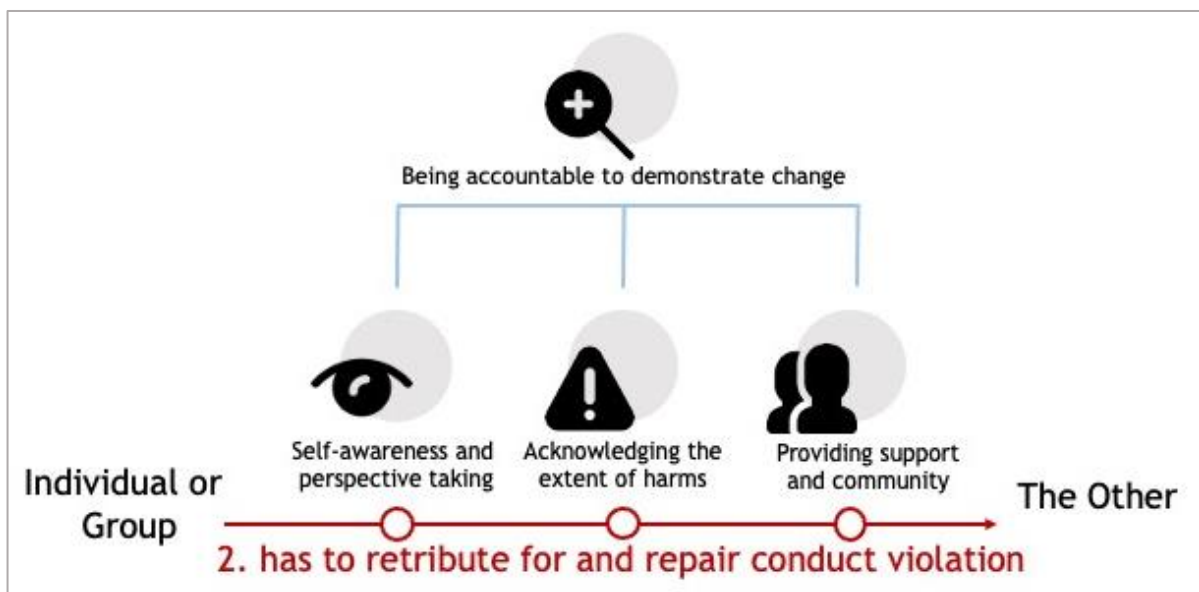 Being accountable to demonstrate change
Self-awareness and
perspective taking
Acknowledging the
extent of harms
Providing support
and community
Individual or
Group
The Other
2. has to retribute for and repair conduct violation